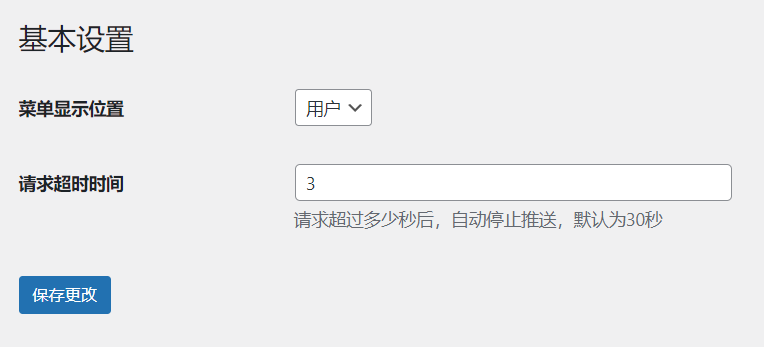 基本设置
菜单显示位置
用户
请求超时时间
3
请求超过多少秒后，自动停止推送，默认为30秒
保存更改